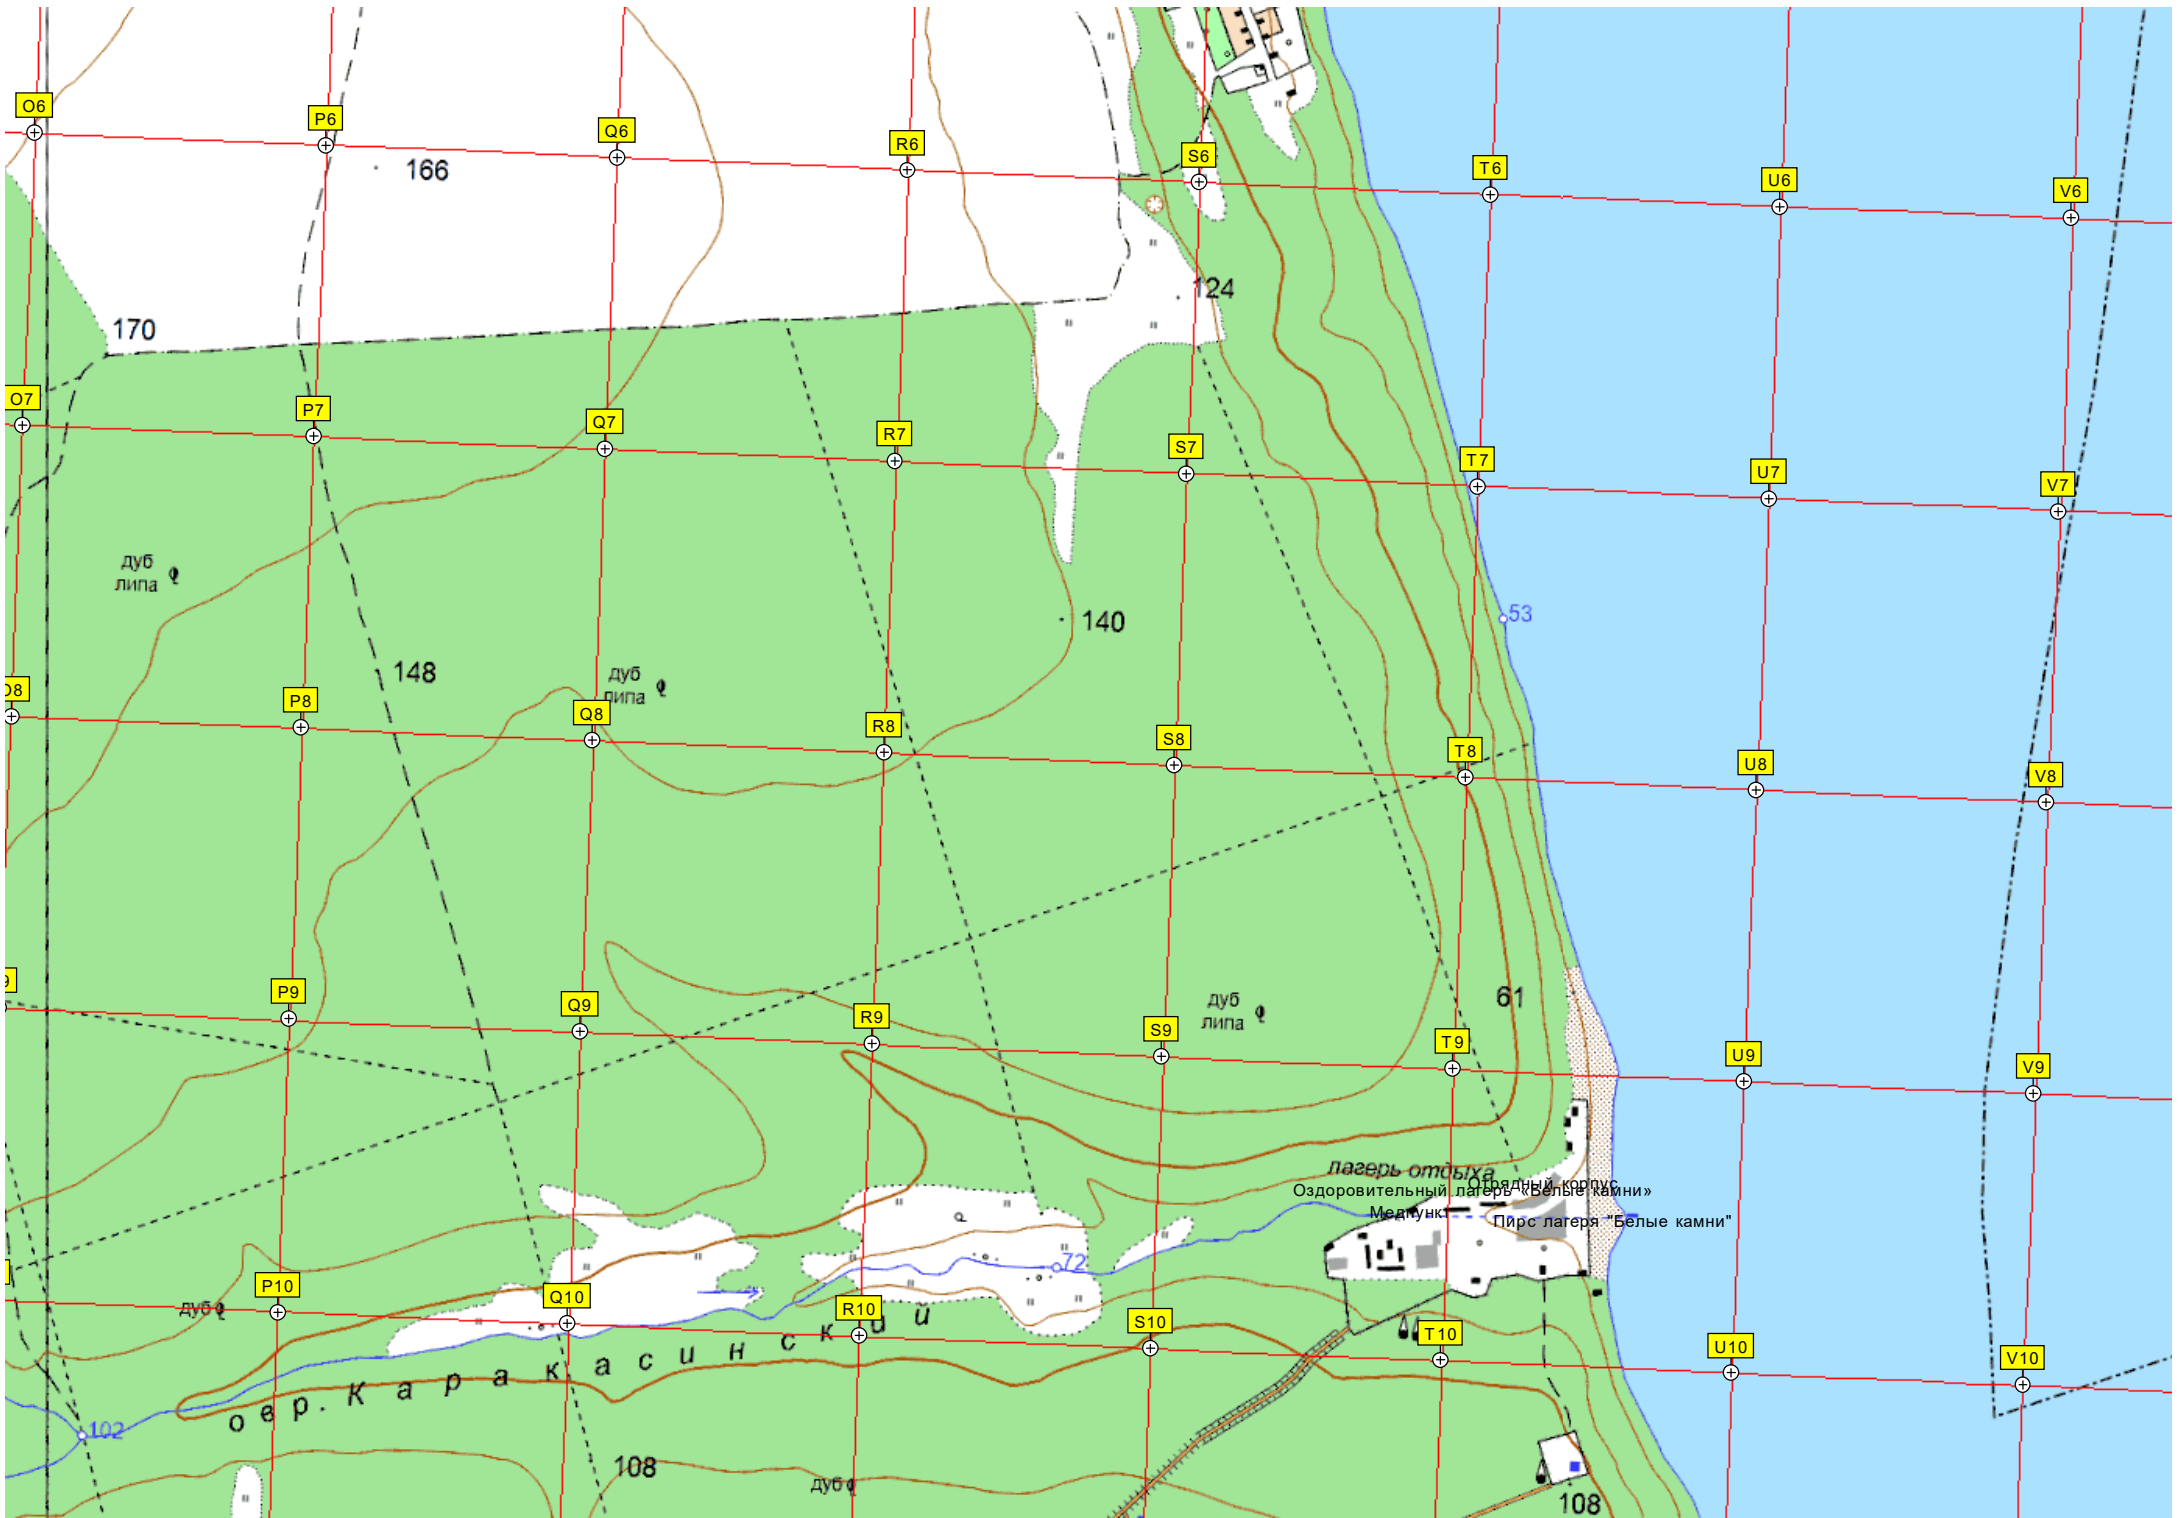 O6
P6
Q6
R6
S6
T6
U6
V6
166
124
170
O7
P7
Q7
R7
S7
T7
U7
V7
дуб
липа
140
53
148
дуб
липа
P8
Q8
R8
S8
T8
U8
V8
61
дуб
липа
P9
Q9
R9
S9
T9
U9
V9
лагерь отдыха
Отрядный корпус
Оздоровительный лагерь «Белые камни»
Медпункт
Пирс лагеря "Белые камни"
72
P10
Q10
R10
S10
T10
U10
V10
дуб
овр. Каракасинский
102
108
дуб
108